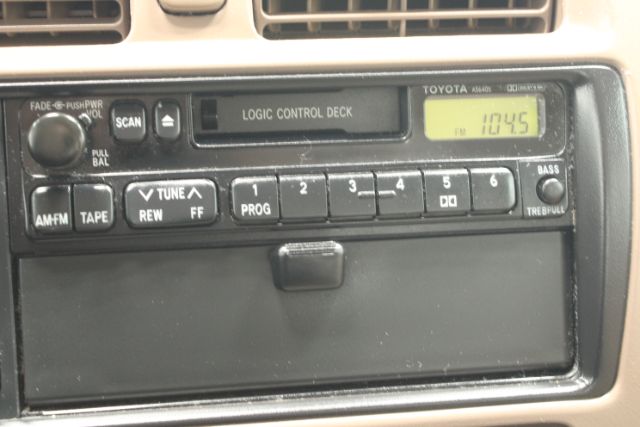 FADE PUSH PWR
VOL
PULL
BAL
SCAN
LOGIC CONTROL DECK
TOYOTA
FM 104.5
AM•FM
TAPE
TUNE
REW FF
1 2 3 4 5 6
PROG
BASS
TREB PULL